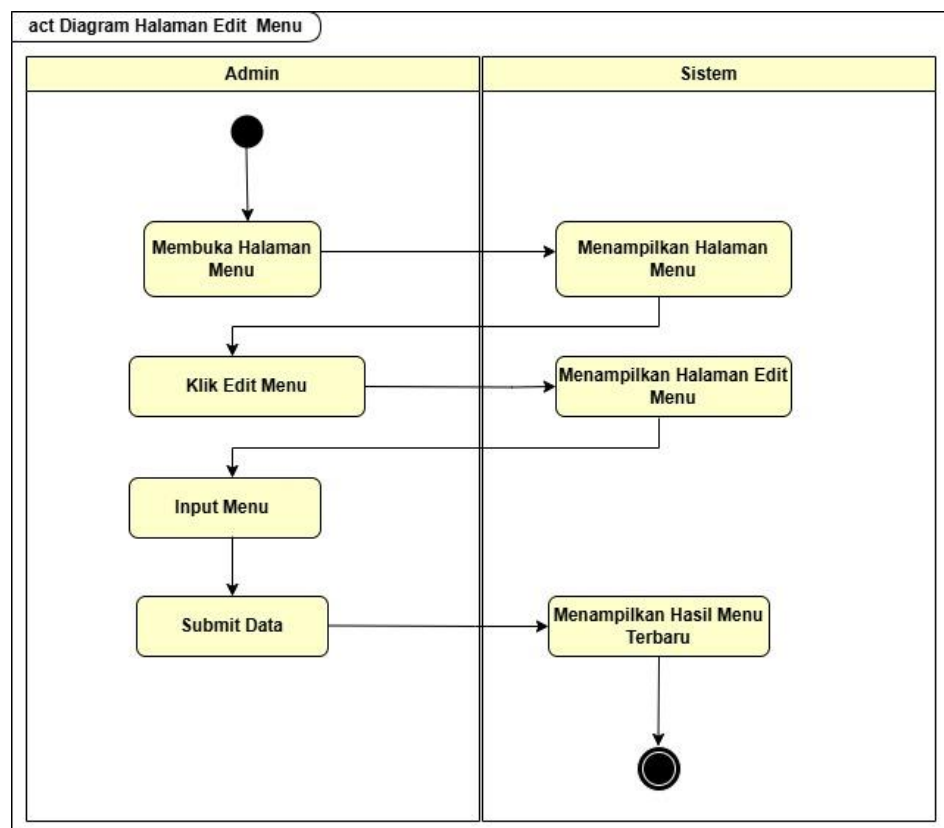 act Diagram Halaman Edit Menu
Admin
Sistem
Membuka Halaman
Menu
Menampilkan Halaman
Menu
Klik Edit Menu
Menampilkan Halaman Edit
Menu
Input Menu
Submit Data
Menampilkan Hasil Menu
Terbaru